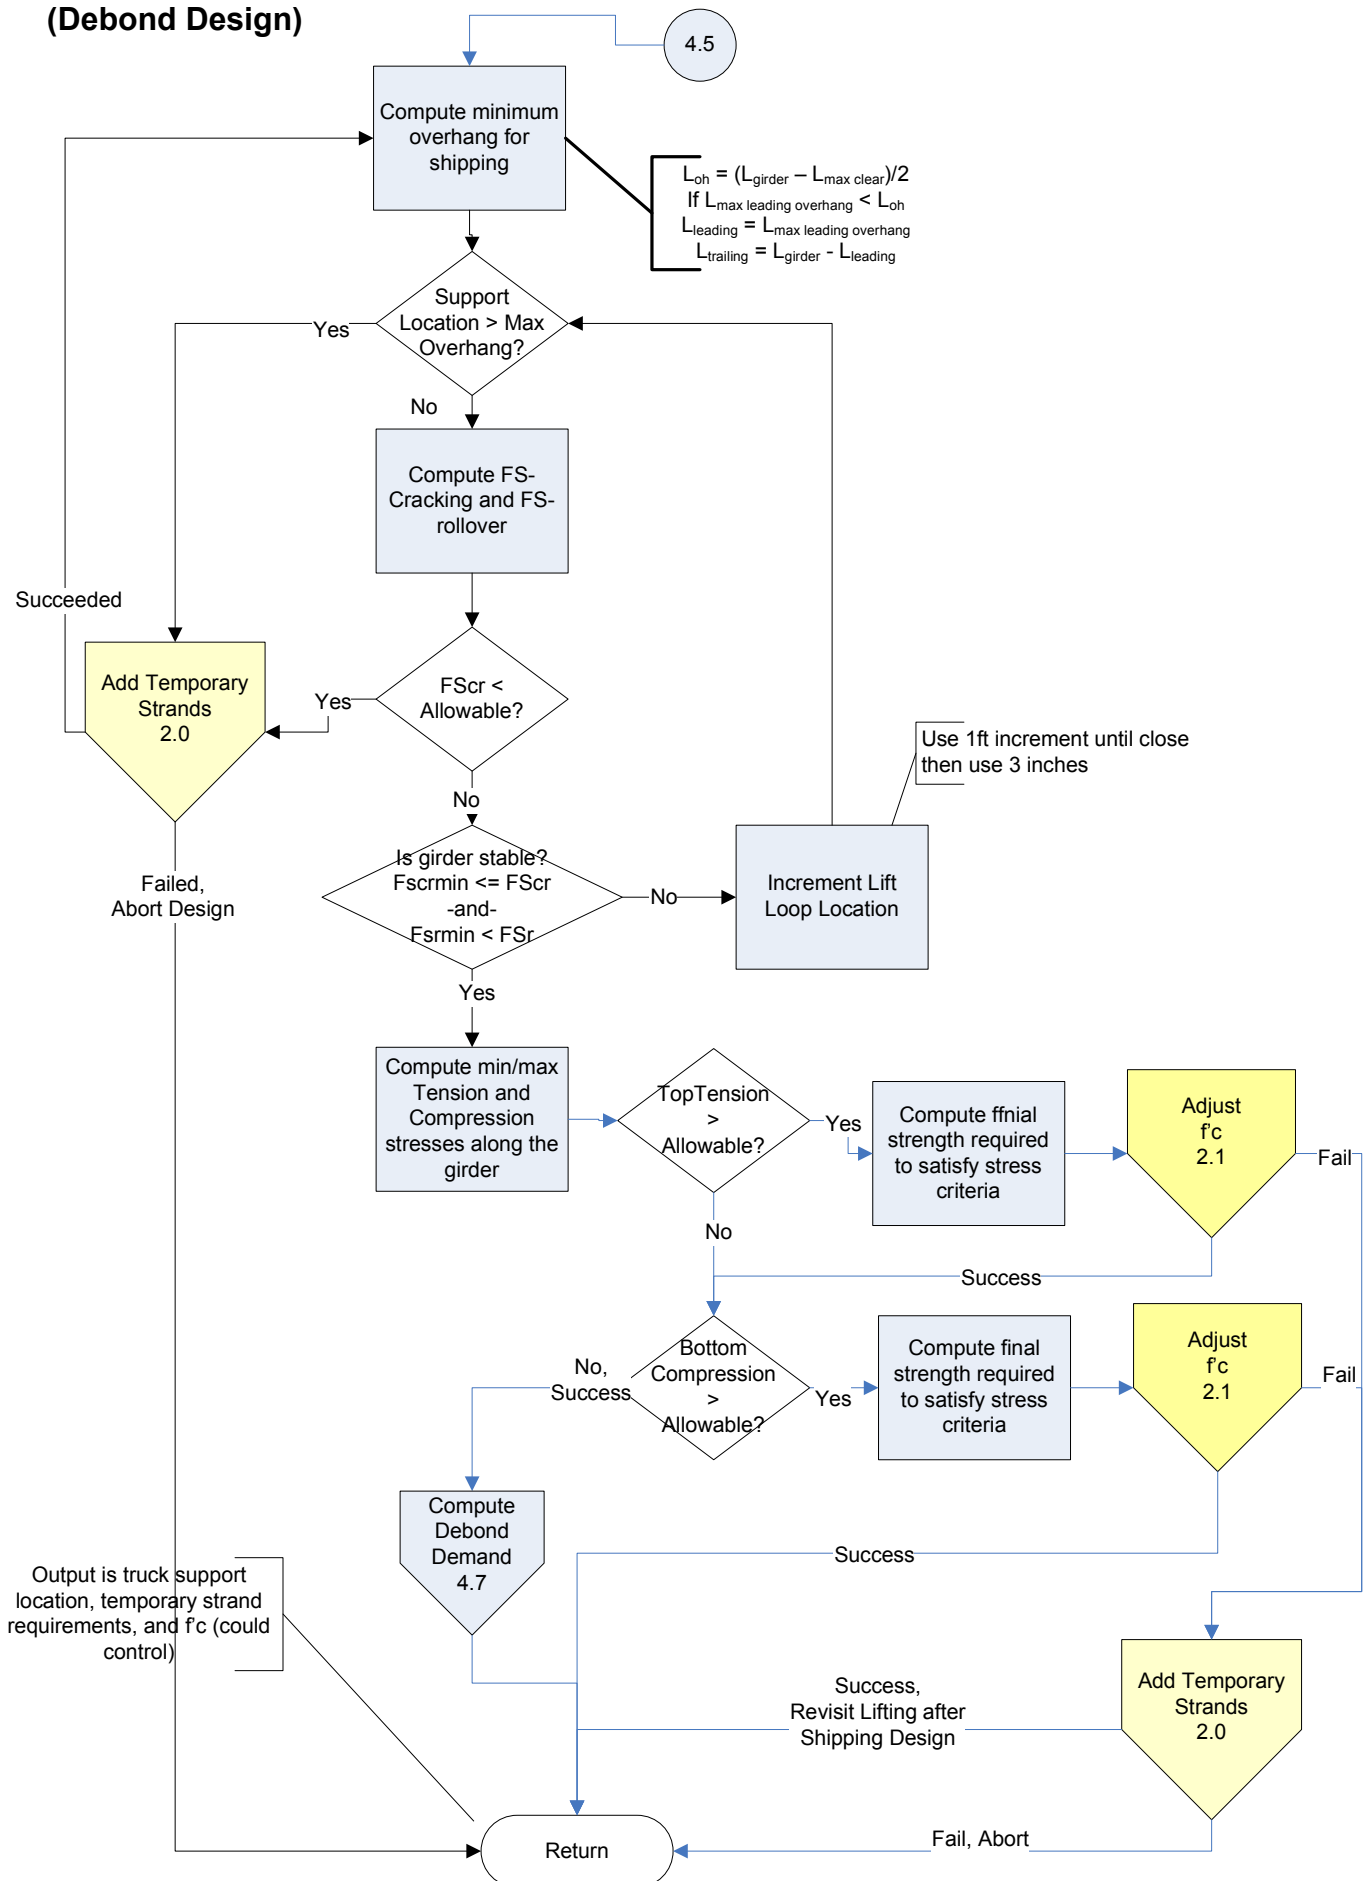 (Debond Design)
4.5
Compute minimum
overhang for
shipping
Loh = (Lgirder – Lmax clear)/2
If Lmax leading overhang < Loh
Lleading = Lmax leading overhang
Ltrailing = Lgirder - Lleading
Support
Location > Max
Overhang?
Yes
No
Compute FS-
Cracking and FS-
rollover
Succeeded
Add Temporary
Strands
2.0
Yes
FScr <
Allowable?
Use 1ft increment until close
then use 3 inches
No
Is girder stable?
Fscrmin <= FScr
-and-
Fsrmin < FSr
No
Increment Lift
Loop Location
Failed,
Abort Design
Yes
Compute min/max
Tension and
Compression
stresses along the
girder
TopTension
>
Allowable?
Yes
Compute ffnial
strength required
to satisfy stress
criteria
Adjust
f'c
2.1
Fail
No
Success
Bottom
Compression
>
Allowable?
No,
Success
Yes
Compute final
strength required
to satisfy stress
criteria
Adjust
f'c
2.1
Fail
Compute
Debond
Demand
4.7
Success
Output is truck support
location, temporary strand
requirements, and f'c (could
control)
Success,
Revisit Lifting after
Shipping Design
Add Temporary
Strands
2.0
Return
Fail, Abort